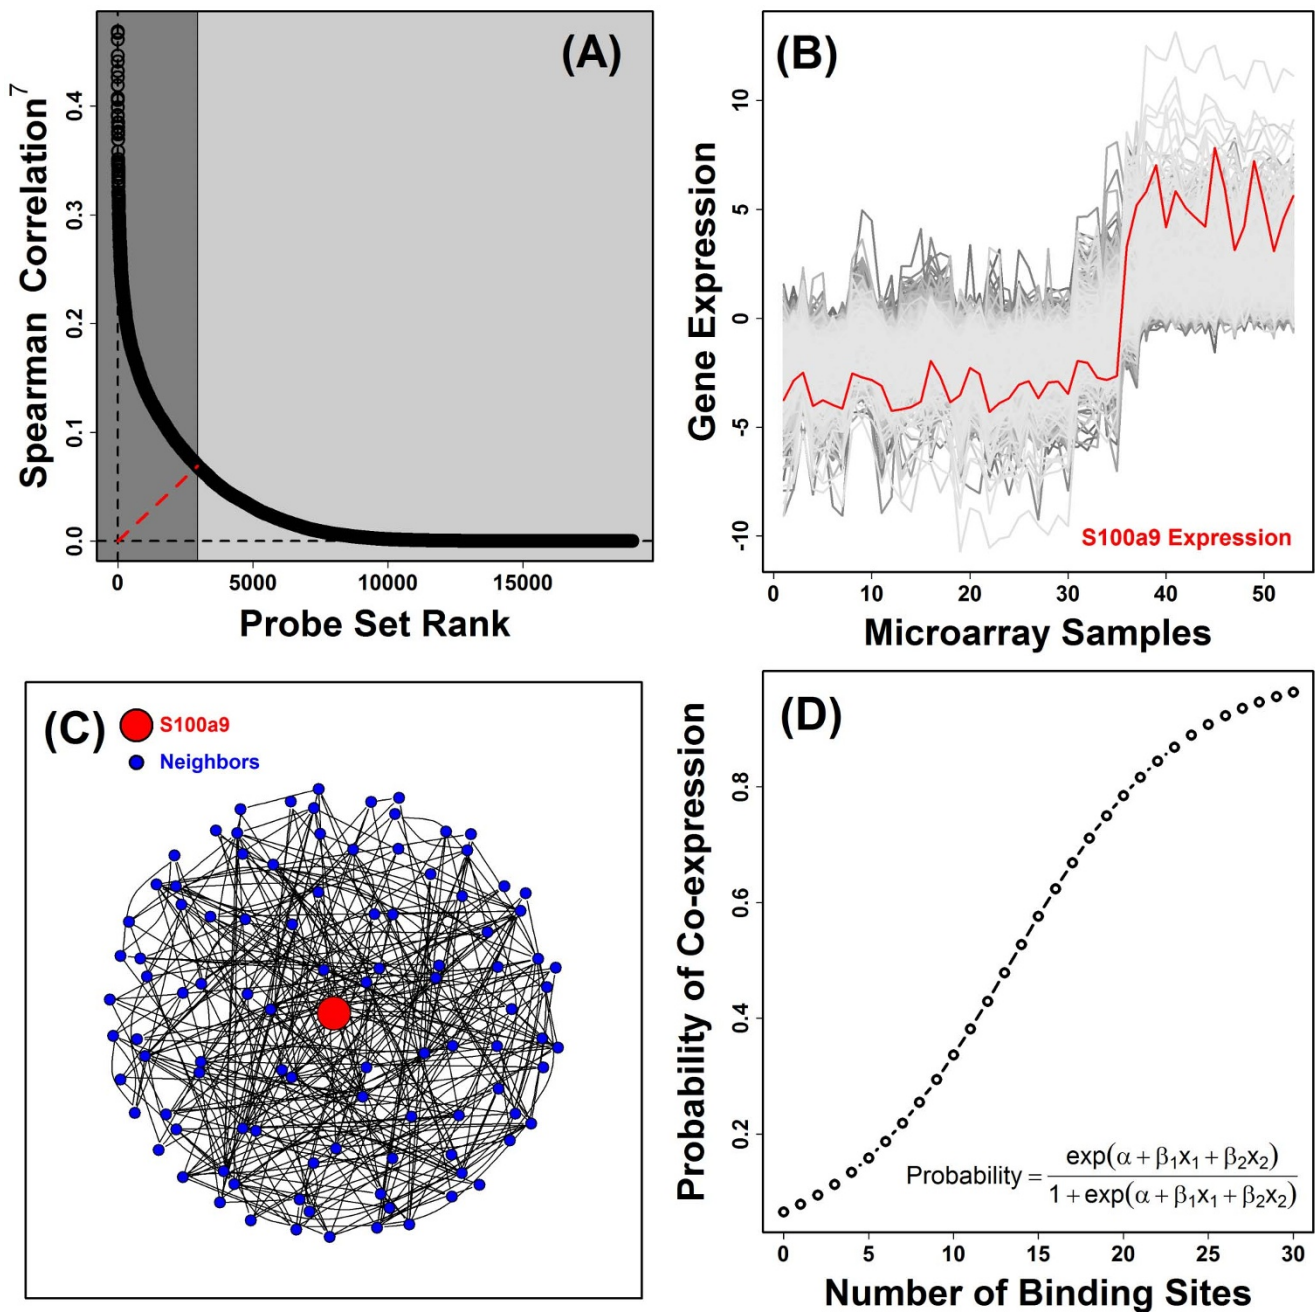 (A)
Spearman Correlation^7
0.4
0.3
0.2
0.1
0.0
0 5000 10000 15000
Probe Set Rank
(B)
Gene Expression
10
5
0
-5
-10
S100a9 Expression
0 10 20 30 40 50
Microarray Samples
(C)
S100a9
Neighbors
(D)
Probability of Co-expression
0.8
0.6
0.4
0.2
Probability = exp(α + β₁x₁ + β₂x₂)
1 + exp(α + β₁x₁ + β₂x₂)
0 5 10 15 20 25 30
Number of Binding Sites